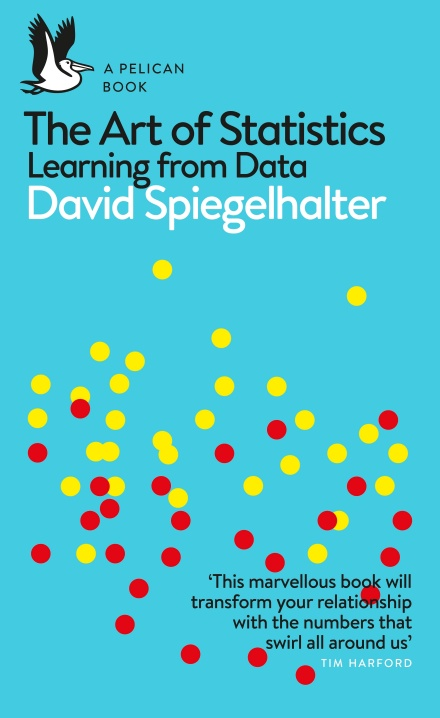 A PELICAN
BOOK
The Art of Statistics
Learning from Data
David Spiegelhalter
‘This marvellous book will
transform your relationship
with the numbers that
swirl all around us’
TIM HARFORD